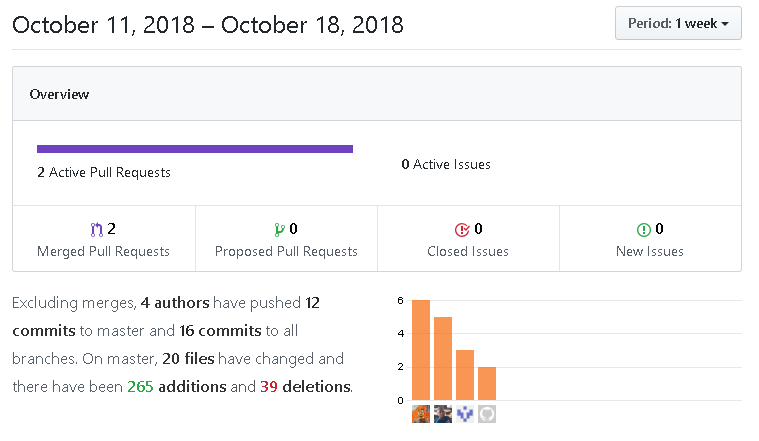 October 11, 2018 – October 18, 2018
Period: 1 week
Overview
2 Active Pull Requests
0 Active Issues
2
Merged Pull Requests
0
Proposed Pull Requests
0
Closed Issues
0
New Issues
Excluding merges, 4 authors have pushed 12
commits to master and 16 commits to all
branches. On master, 20 files have changed and
there have been 265 additions and 39 deletions.
6
4
2
0